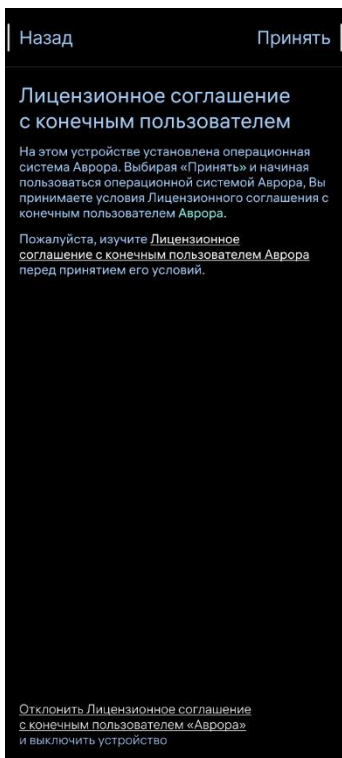 Назад Принять
Лицензионное соглашение
с конечным пользователем
На этом устройстве установлена операционная
система Аврора. Выбирая «Принять» и начиная
пользоваться операционной системой Аврора, Вы
принимаете условия Лицензионного соглашения с
конечным пользователем Аврора.
Пожалуйста, изучите Лицензионное
соглашение с конечным пользователем Аврора
перед принятием его условий.
Отклонить Лицензионное соглашение
с конечным пользователем «Аврора»
и выключить устройство